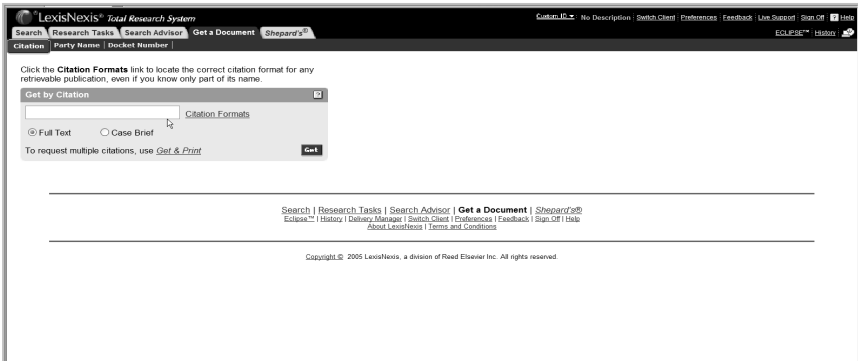 LexisNexis® Total Research System
Custom ID ▼ : No Description | Switch Client | Preferences | Feedback | Live Support | Sign Off | ? Help
Search Research Tasks Search Advisor Get a Document Shepard's®
ECLIPSE™ | History |
Citation | Party Name | Docket Number |
Click the Citation Formats link to locate the correct citation format for any
retrievable publication, even if you know only part of its name.
Get by Citation ?
Citation Formats
Full Text Case Brief
To request multiple citations, use Get & Print Get
Search | Research Tasks | Search Advisor | Get a Document | Shepard's®
Eclipse™ | History | Delivery Manager | Switch Client | Preferences | Feedback | Sign Off | Help
About LexisNexis | Terms and Conditions
Copyright © 2005 LexisNexis, a division of Reed Elsevier Inc. All rights reserved.